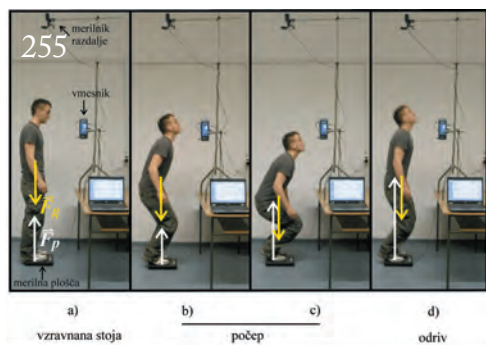 merilnik
razdalje
255
vmesnik
F_g
F_p
merilna plošča
a) b) c) d)
vzravnana stoja počep odriv